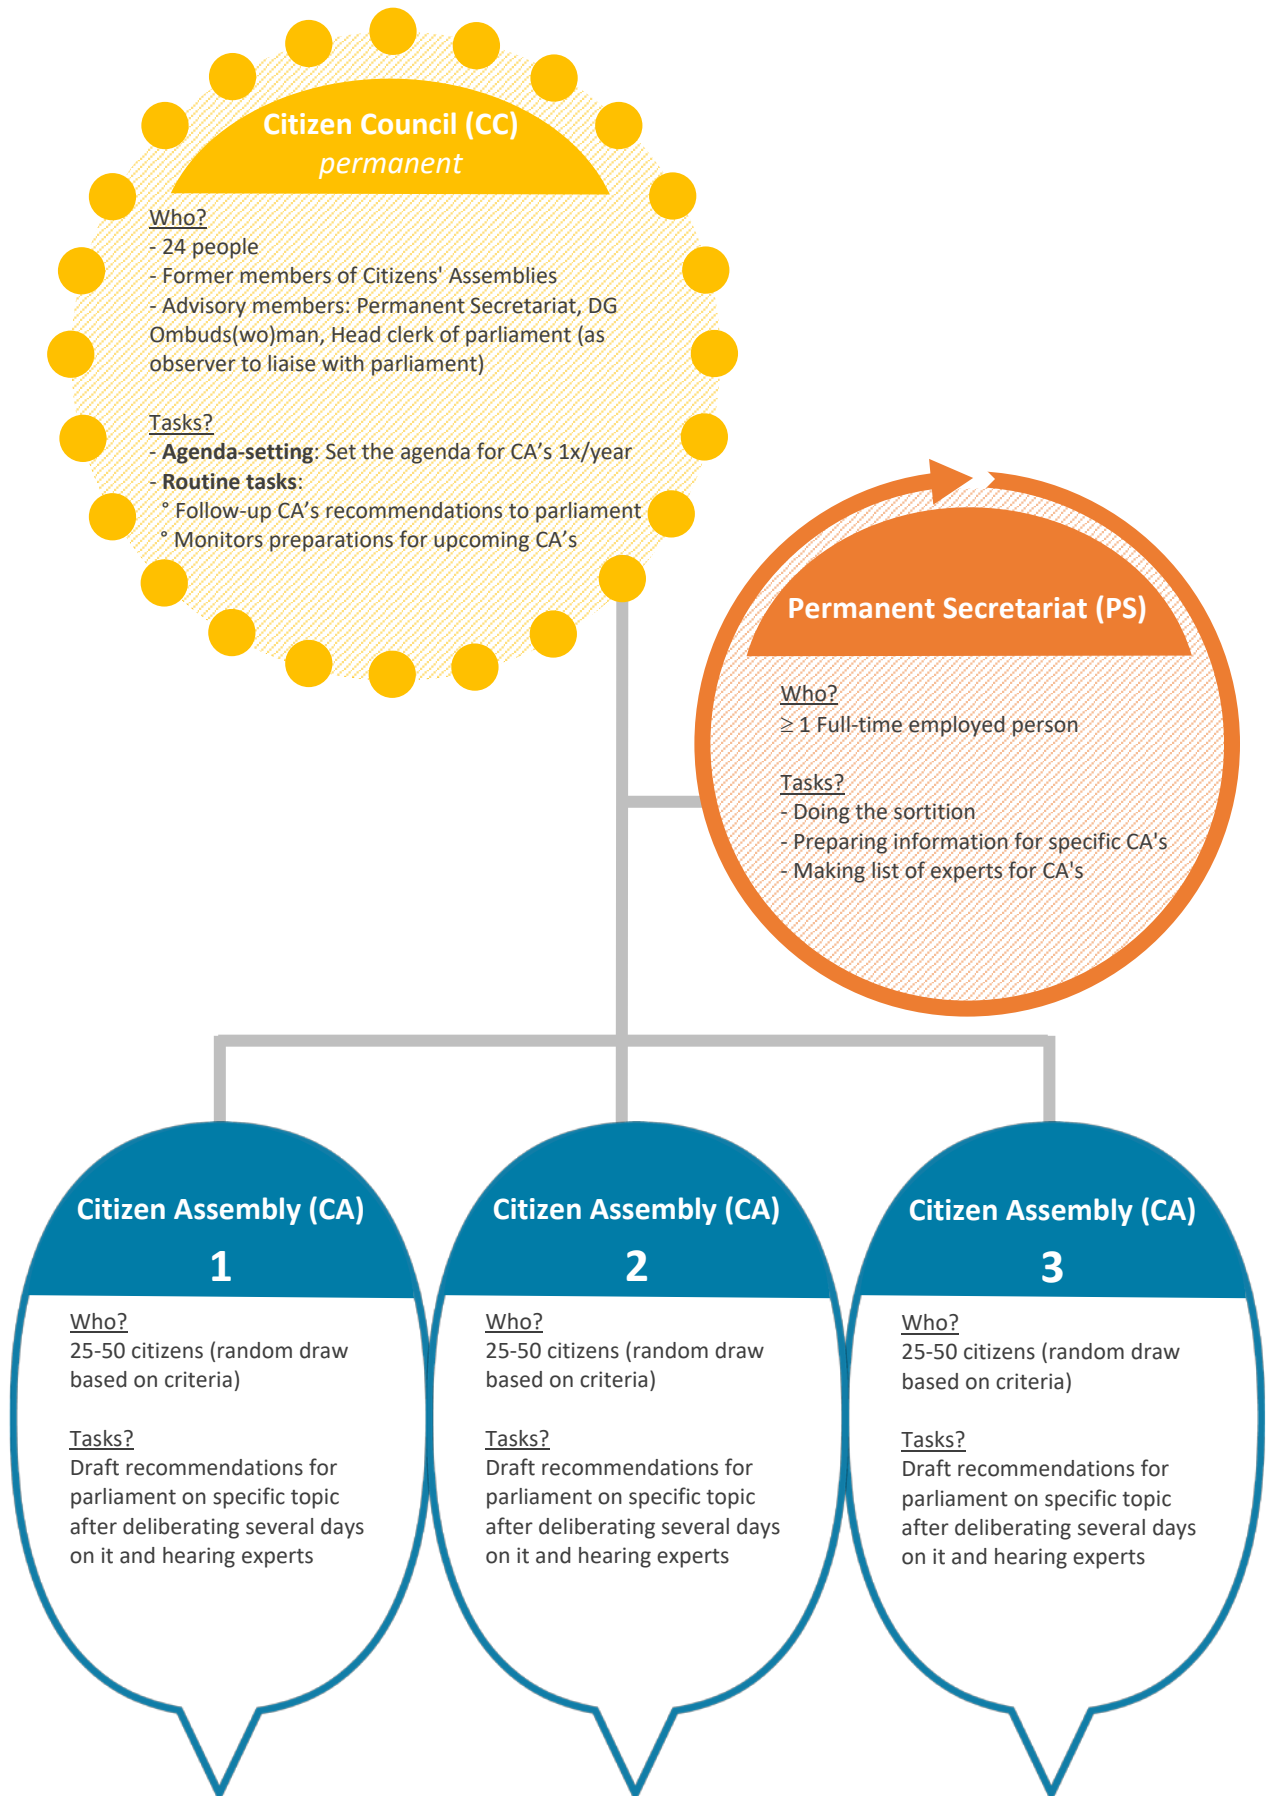 Citizen Council (CC)
permanent
Who?
- 24 people
- Former members of Citizens' Assemblies
- Advisory members: Permanent Secretariat, DG
Ombuds(wo)man, Head clerk of parliament (as
observer to liaise with parliament)
Tasks?
- Agenda-setting: Set the agenda for CA’s 1x/year
- Routine tasks:
° Follow-up CA’s recommendations to parliament
° Monitors preparations for upcoming CA’s
Permanent Secretariat (PS)
Who?
≥ 1 Full-time employed person
Tasks?
- Doing the sortition
- Preparing information for specific CA's
- Making list of experts for CA's
Citizen Assembly (CA)
1
Who?
25-50 citizens (random draw
based on criteria)
Tasks?
Draft recommendations for
parliament on specific topic
after deliberating several days
on it and hearing experts
Citizen Assembly (CA)
2
Who?
25-50 citizens (random draw
based on criteria)
Tasks?
Draft recommendations for
parliament on specific topic
after deliberating several days
on it and hearing experts
Citizen Assembly (CA)
3
Who?
25-50 citizens (random draw
based on criteria)
Tasks?
Draft recommendations for
parliament on specific topic
after deliberating several days
on it and hearing experts